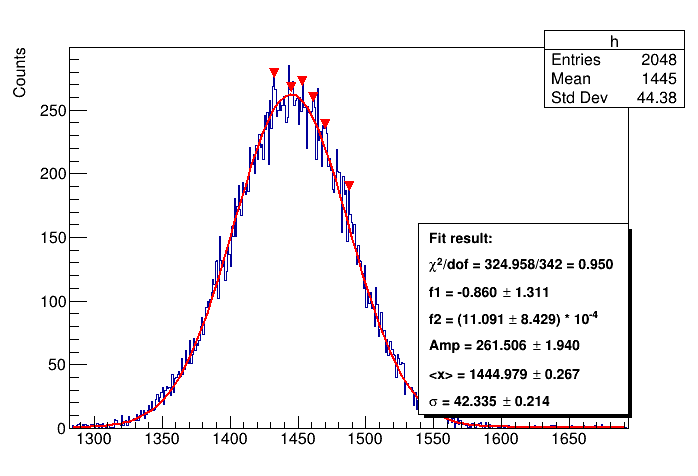 h
Entries 2048
Mean 1445
Std Dev 44.38
Counts
250
200
150
100
50
0
Fit result:
χ²/dof = 324.958/342 = 0.950
f1 = -0.860 ± 1.311
f2 = (11.091 ± 8.429) * 10⁻⁴
Amp = 261.506 ± 1.940
<x> = 1444.979 ± 0.267
σ = 42.335 ± 0.214
1300 1350 1400 1450 1500 1550 1600 1650